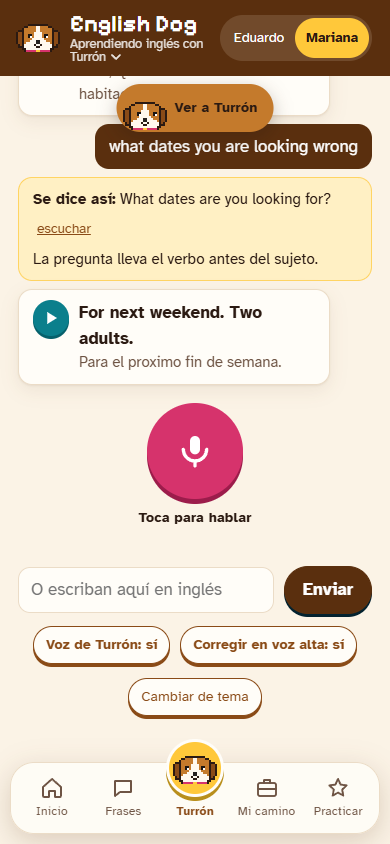 English Dog
Aprendiendo inglés con
Turrón
Eduardo
Mariana
Ver a Turrón
what dates you are looking wrong
Se dice así: What dates are you looking for?
escuchar
La pregunta lleva el verbo antes del sujeto.
For next weekend. Two
adults.
Para el proximo fin de semana.
Toca para hablar
O escriban aquí en inglés
Enviar
Voz de Turrón: sí
Corregir en voz alta: sí
Cambiar de tema
Inicio
Frases
Turrón
Mi camino
Practicar